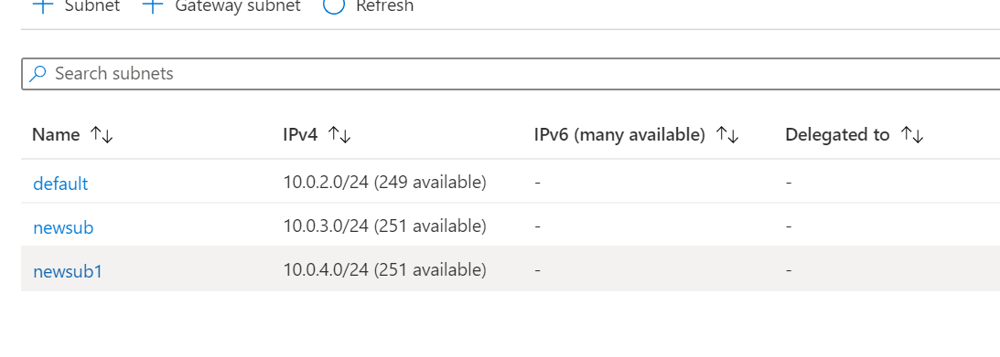 Subnet Gateway subnet Refresh
Search subnets
Name IPv4 IPv6 (many available) Delegated to
default 10.0.2.0/24 (249 available) - -
newsub 10.0.3.0/24 (251 available) - -
newsub1 10.0.4.0/24 (251 available) - -